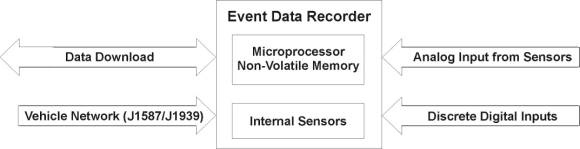 Event Data Recorder
Data Download
Microprocessor
Non-Volatile Memory
Analog Input from Sensors
Vehicle Network (J1587/J1939)
Internal Sensors
Discrete Digital Inputs